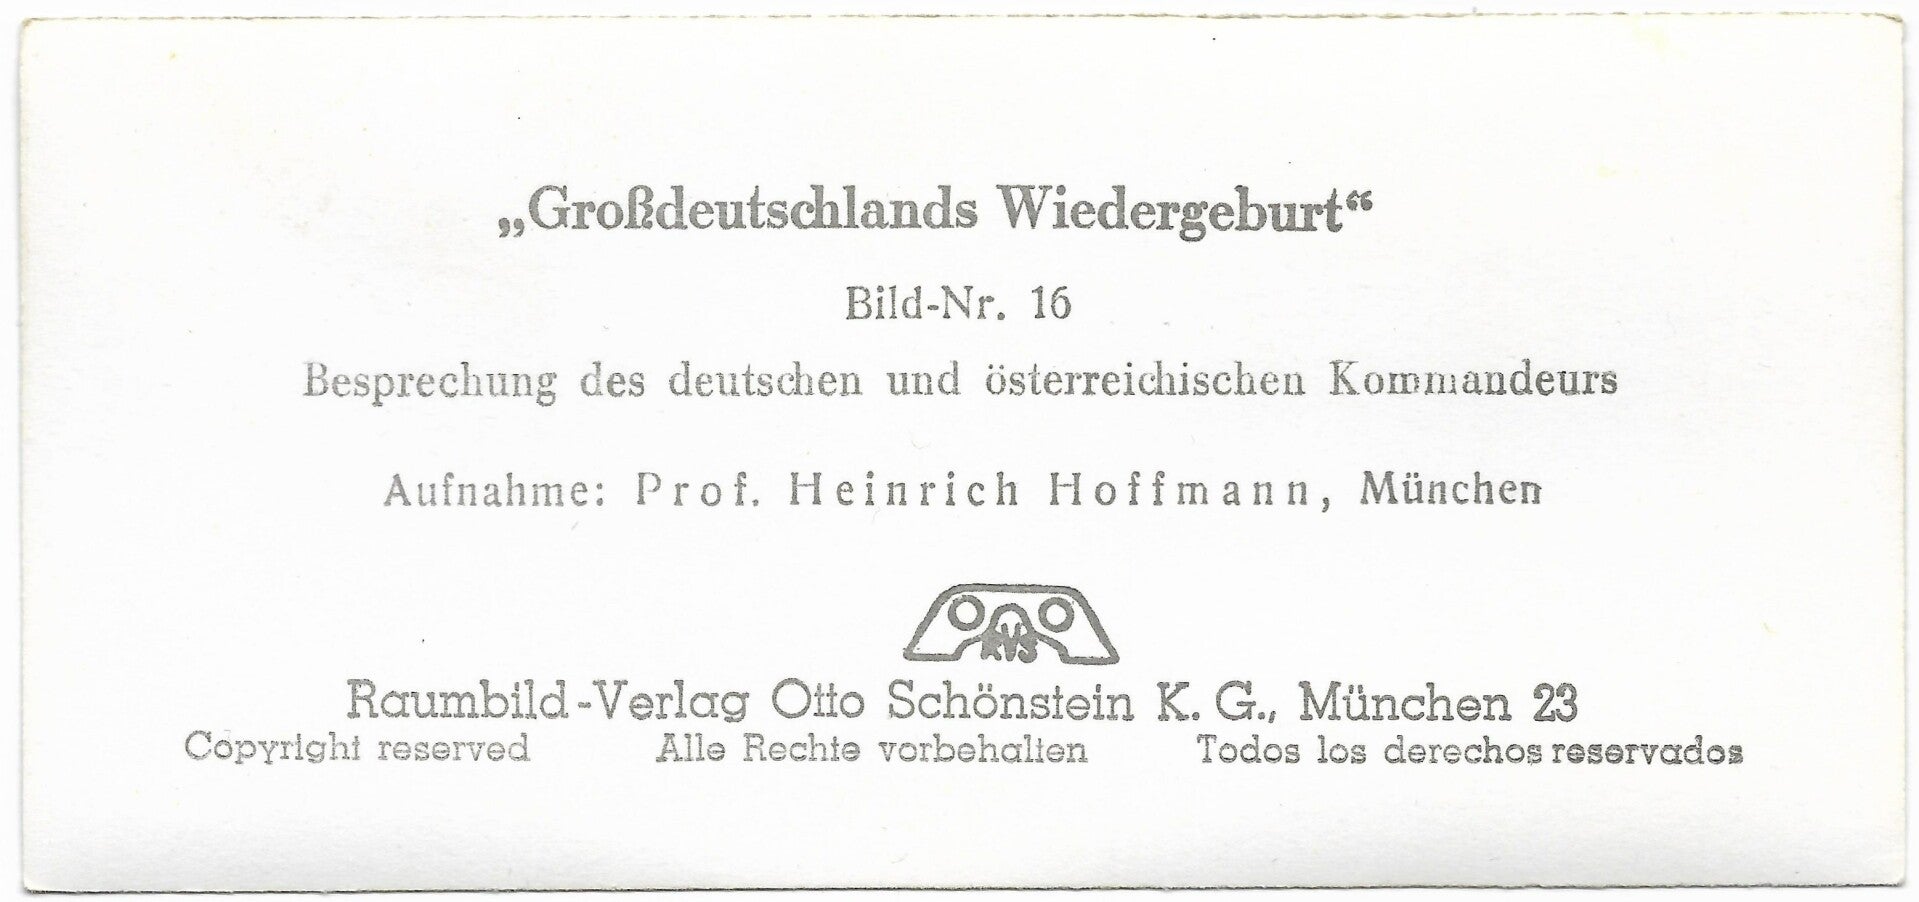 „Großdeutschlands Wiedergeburt“
Bild-Nr. 16
Besprechung des deutschen und österreichischen Kommandeurs
Aufnahme: Prof. Heinrich Hoffmann, München
RVS
Raumbild-Verlag Otto Schönstein K. G., München 23
Copyright reserved Alle Rechte vorbehalten Todos los derechos reservados